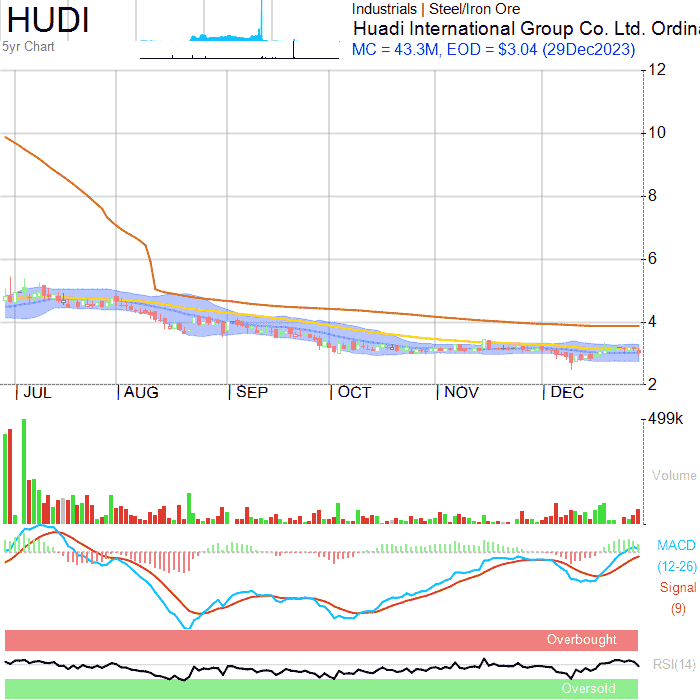 HUDI
5yr Chart
Industrials | Steel/Iron Ore
Huadi International Group Co. Ltd. Ordina
MC = 43.3M, EOD = $3.04 (29Dec2023)
12
10
8
6
4
2
JUL AUG SEP OCT NOV DEC
499k
Volume
MACD
(12-26)
Signal
(9)
Overbought
RSI(14)
Oversold